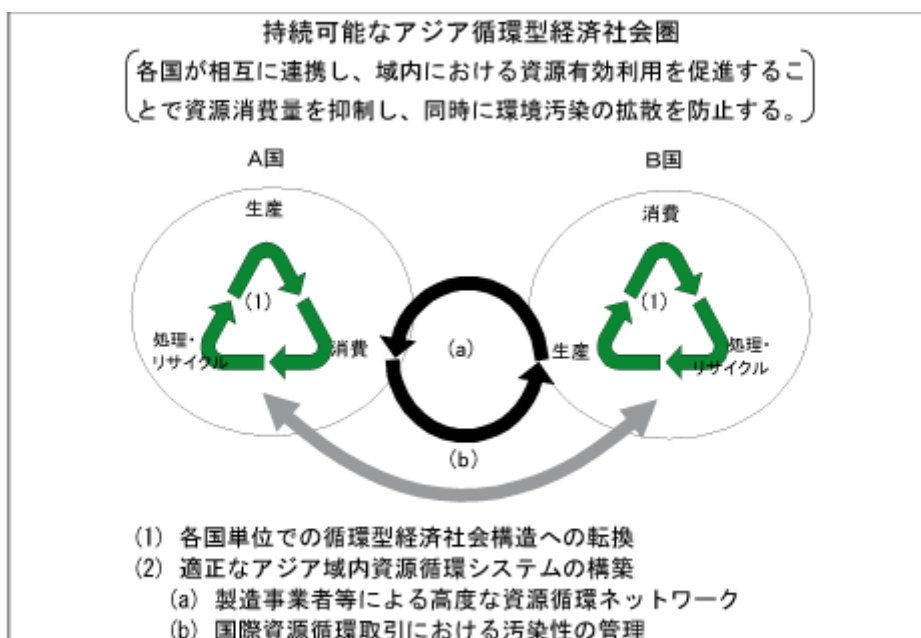 持続可能なアジア循環型経済社会圏
各国が相互に連携し、域内における資源有効利用を促進するこ
とで資源消費量を抑制し、同時に環境汚染の拡散を防止する。
A国
B国
生産
消費
(1)
(1)
処理・
リサイクル
消費
(a)
生産
処理・
リサイクル
(b)
(1) 各国単位での循環型経済社会構造への転換
(2) 適正なアジア域内資源循環システムの構築
(a) 製造事業者等による高度な資源循環ネットワーク
(b) 国際資源循環取引における汚染性の管理